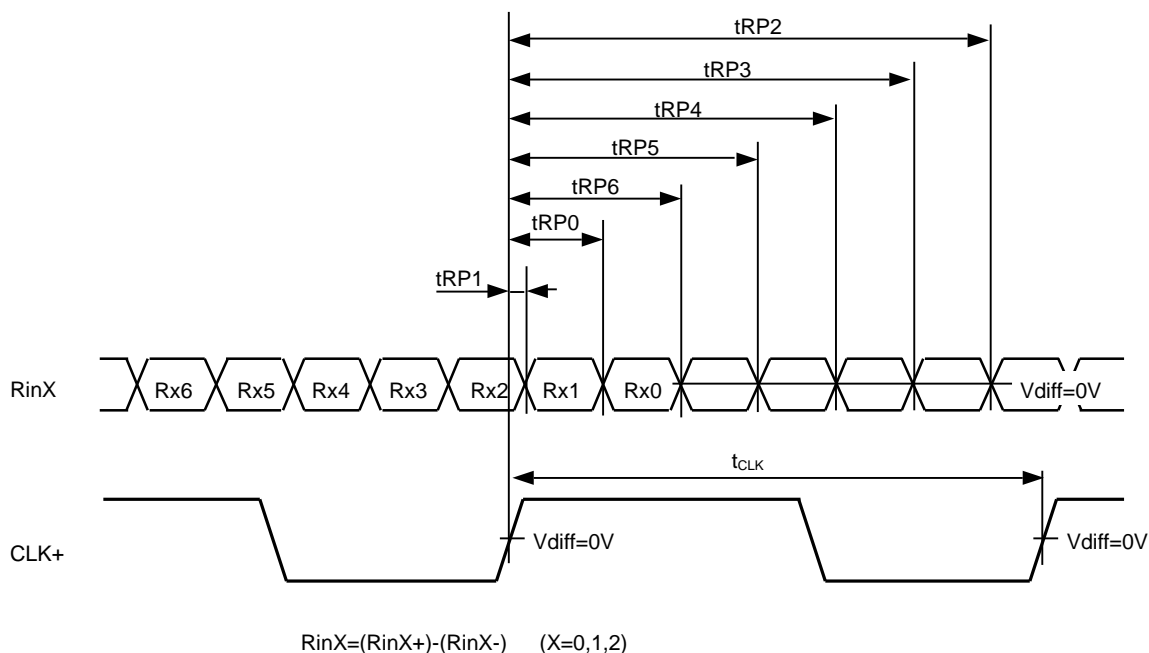 tRP2
tRP3
tRP4
tRP5
tRP6
tRP0
tRP1
RinX Rx6 Rx5 Rx4 Rx3 Rx2 Rx1 Rx0 Vdiff=0V
tCLK
CLK+ Vdiff=0V Vdiff=0V
RinX=(RinX+)-(RinX-) (X=0,1,2)